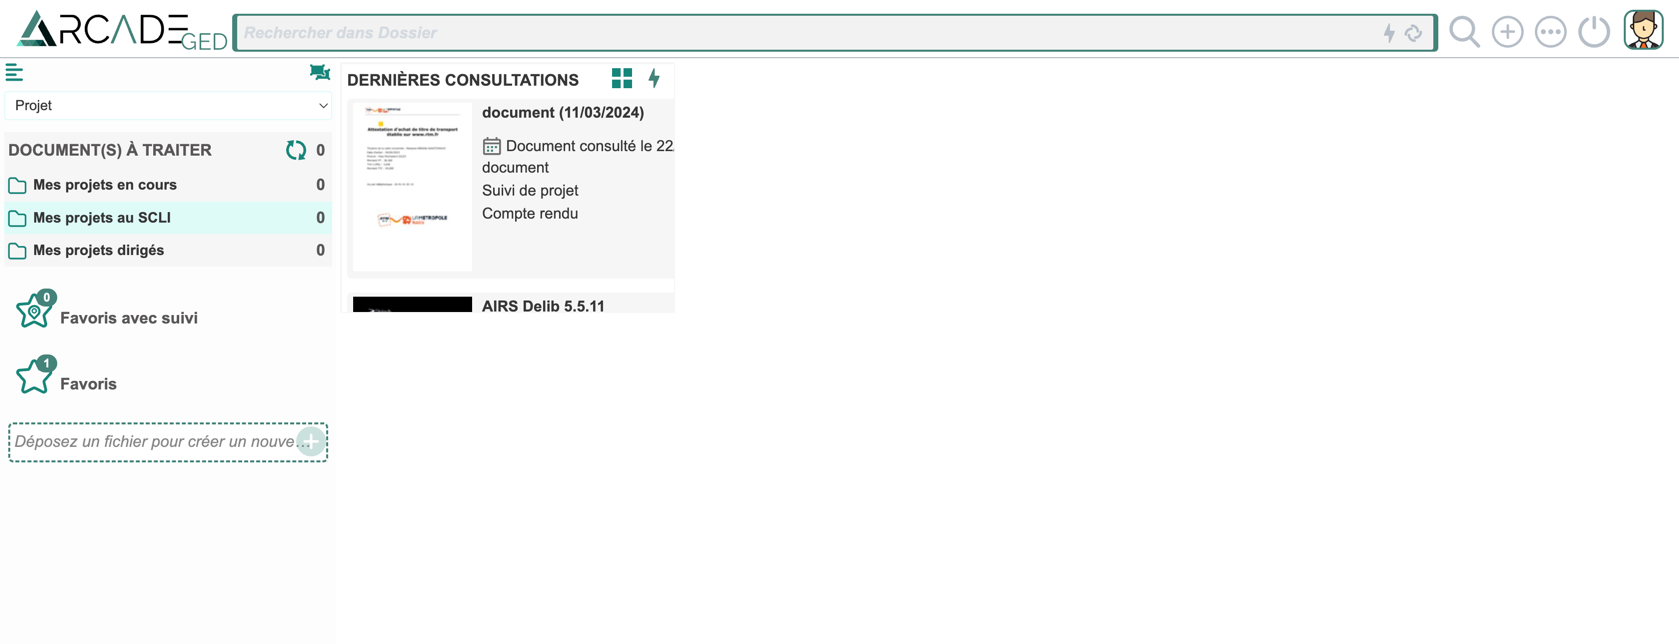 ARCADE GED
Rechercher dans Dossier
Projet
DOCUMENT(S) À TRAITER 0
Mes projets en cours 0
Mes projets au SCLI 0
Mes projets dirigés 0
0
Favoris avec suivi
1
Favoris
Déposez un fichier pour créer un nouve...
DERNIÈRES CONSULTATIONS
Attestation d'achat de titre de transport
établie sur www.rtm.fr
LAMETROPOLE
document (11/03/2024)
Document consulté le 22
document
Suivi de projet
Compte rendu
AIRS Delib 5.5.11